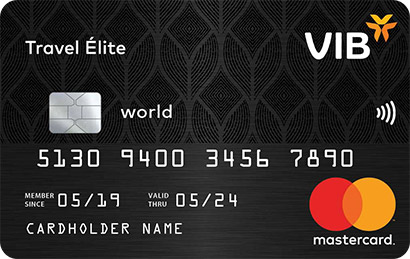 Travel Élite
VIB
world
5130 9400 3456 7890
MEMBER SINCE 05/19 VALID THRU 05/24
CARDHOLDER NAME
mastercard.